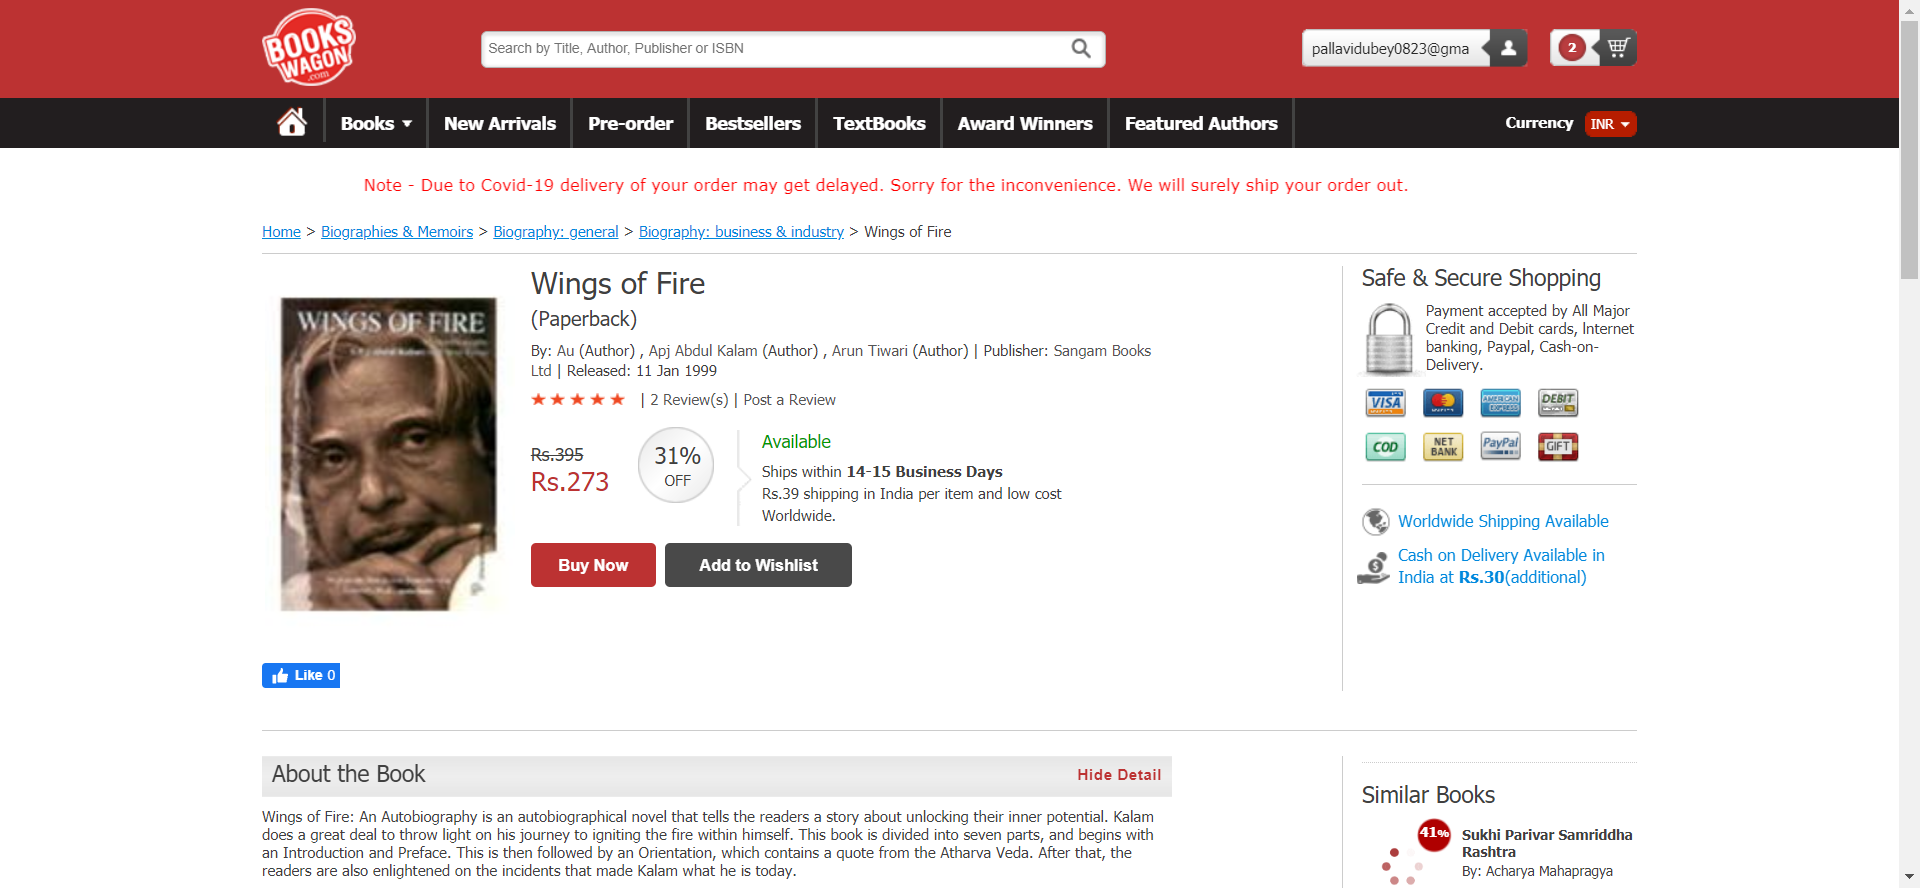 BOOKS
WAGON
.com
Search by Title, Author, Publisher or ISBN
pallavidubey0823@gma
2
Books
New Arrivals
Pre-order
Bestsellers
TextBooks
Award Winners
Featured Authors
Currency
INR
Note - Due to Covid-19 delivery of your order may get delayed. Sorry for the inconvenience. We will surely ship your order out.
Home > Biographies & Memoirs > Biography: general > Biography: business & industry > Wings of Fire
WINGS OF FIRE
Wings of Fire
(Paperback)
By: Au (Author) , Apj Abdul Kalam (Author) , Arun Tiwari (Author) | Publisher: Sangam Books
Ltd | Released: 11 Jan 1999
| 2 Review(s) | Post a Review
Rs.395
Rs.273
31%
OFF
Available
Ships within 14-15 Business Days
Rs.39 shipping in India per item and low cost
Worldwide.
Buy Now
Add to Wishlist
Like 0
Safe & Secure Shopping
Payment accepted by All Major
Credit and Debit cards, Internet
banking, Paypal, Cash-on-
Delivery.
VISA
AMERICAN
EXPRESS
DEBIT
COD
NET
BANK
PayPal
GIFT
Worldwide Shipping Available
Cash on Delivery Available in
India at Rs.30(additional)
About the Book
Hide Detail
Wings of Fire: An Autobiography is an autobiographical novel that tells the readers a story about unlocking their inner potential. Kalam
does a great deal to throw light on his journey to igniting the fire within himself. This book is divided into seven parts, and begins with
an Introduction and Preface. This is then followed by an Orientation, which contains a quote from the Atharva Veda. After that, the
readers are also enlightened on the incidents that made Kalam what he is today.
Similar Books
41%
Sukhi Parivar Samriddha
Rashtra
By: Acharya Mahapragya